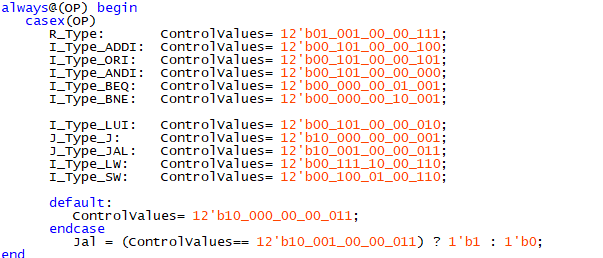 always@(OP) begin
casex(OP)
R_Type: ControlValues= 12'b01_001_00_00_111;
I_Type_ADDI: ControlValues= 12'b00_101_00_00_100;
I_Type_ORI: ControlValues= 12'b00_101_00_00_101;
I_Type_ANDI: ControlValues= 12'b00_101_00_00_000;
I_Type_BEQ: ControlValues= 12'b00_000_00_01_001;
I_Type_BNE: ControlValues= 12'b00_000_00_10_001;
I_Type_LUI: ControlValues= 12'b00_101_00_00_010;
J_Type_J: ControlValues= 12'b10_000_00_00_001;
J_Type_JAL: ControlValues= 12'b10_001_00_00_011;
I_Type_LW: ControlValues= 12'b00_111_10_00_110;
I_Type_SW: ControlValues= 12'b00_100_01_00_110;
default:
ControlValues= 12'b10_000_00_00_011;
endcase
Jal = (ControlValues== 12'b10_001_00_00_011) ? 1'b1 : 1'b0;
end